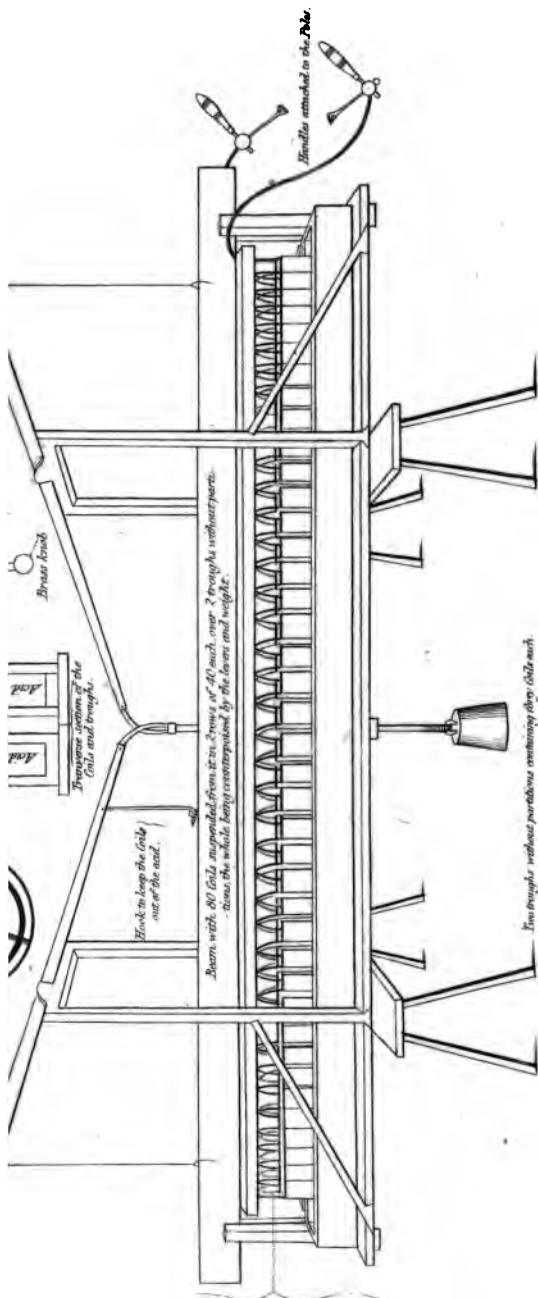 Handles attached to the Poles.
Brass knob
Acid
Acid
Transverse section of the
Coils and troughs.
Hook to keep the Coils
out of the acid.
Beam with 80 Coils suspended from it in 2 rows of 40 each, over 2 troughs without parti-
-tions, the whole being counterpoised by the levers and weight.
Two troughs without partitions containing forty Coils each.